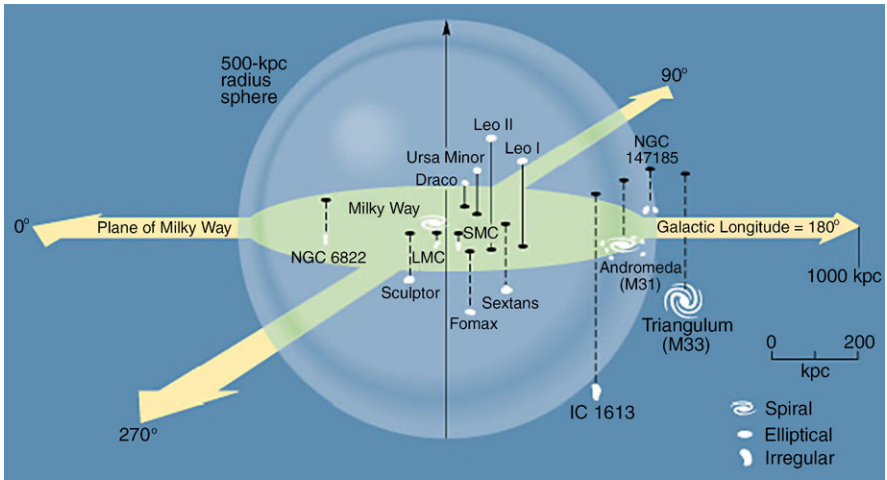 500-kpc
radius
sphere
90°
Leo II
Leo I
NGC
147185
Ursa Minor
Draco
Milky Way
0°
Plane of Milky Way
SMC
Galactic Longitude = 180°
NGC 6822
LMC
Andromeda
(M31)
1000 kpc
Sculptor
Sextans
Fomax
Triangulum
(M33)
0 200
kpc
270°
IC 1613
Spiral
Elliptical
Irregular